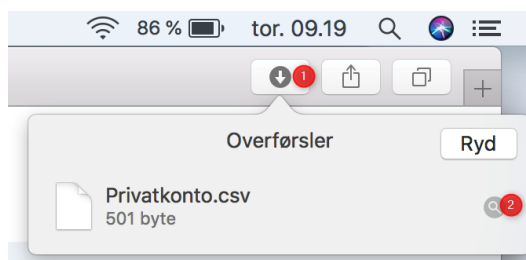 86 % tor. 09.19
1
Overførsler
Ryd
Privatkonto.csv
501 byte
2